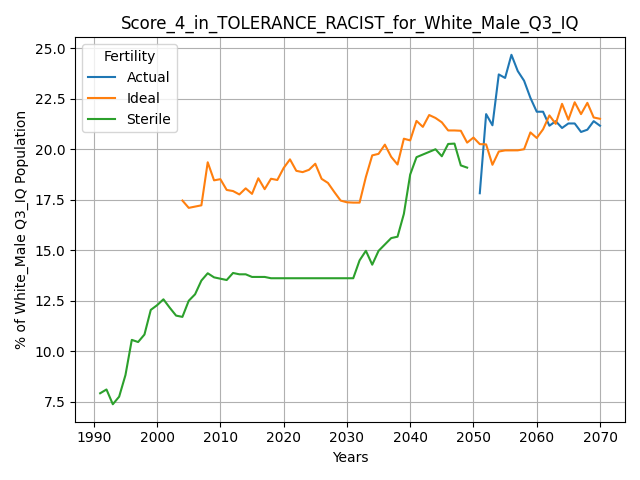 Score_4_in_TOLERANCE_RACIST_for_White_Male_Q3_IQ
Fertility
Actual
Ideal
Sterile
% of White_Male Q3_IQ Population
25.0
22.5
20.0
17.5
15.0
12.5
10.0
7.5
1990 2000 2010 2020 2030 2040 2050 2060 2070
Years